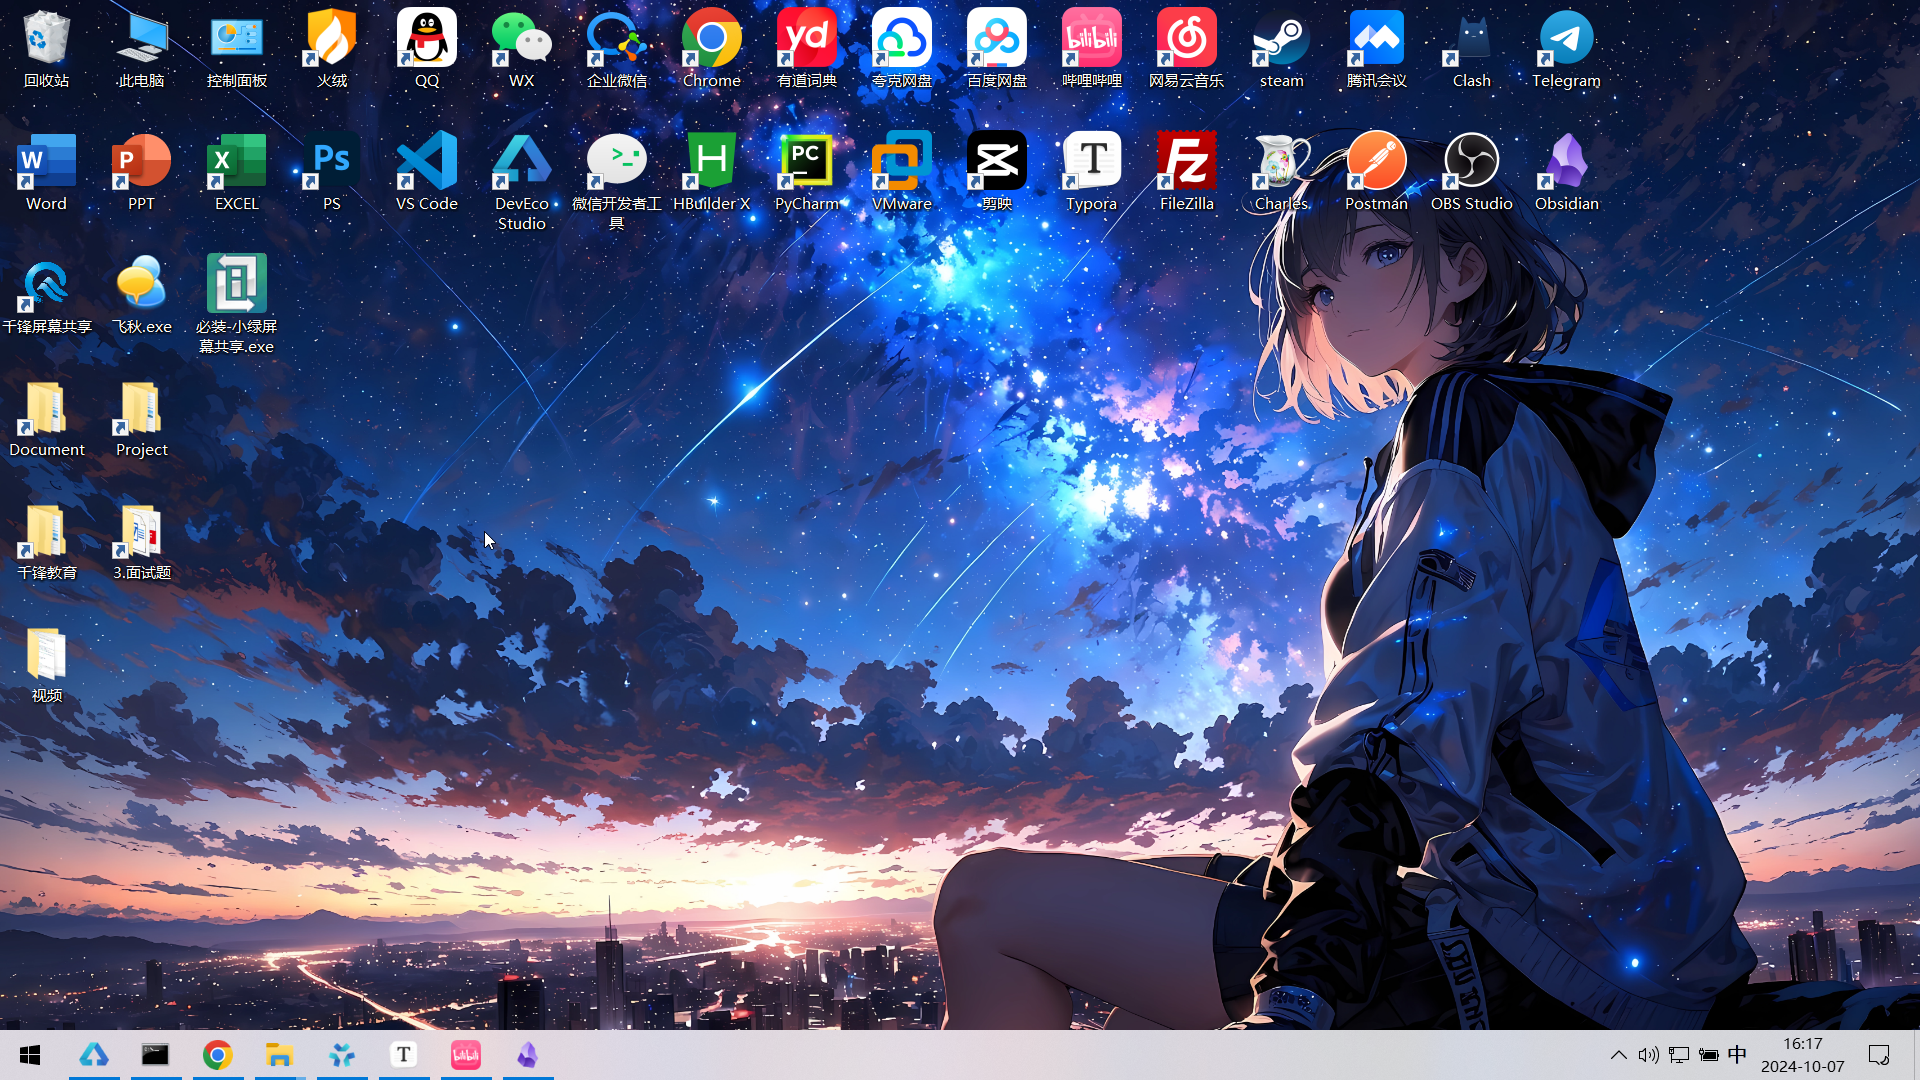 回收站
此电脑
控制面板
火绒
QQ
WX
企业微信
Chrome
有道词典
夸克网盘
百度网盘
哔哩哔哩
网易云音乐
steam
腾讯会议
Clash
Telegram
Word
PPT
EXCEL
PS
VS Code
DevEco
Studio
微信开发者工
具
HBuilder X
PyCharm
VMware
剪映
Typora
FileZilla
Charles
Postman
OBS Studio
Obsidian
千锋屏幕共享
飞秋.exe
必装-小绿屏
幕共享.exe
Document
Project
千锋教育
3.面试题
视频
中
16:17
2024-10-07